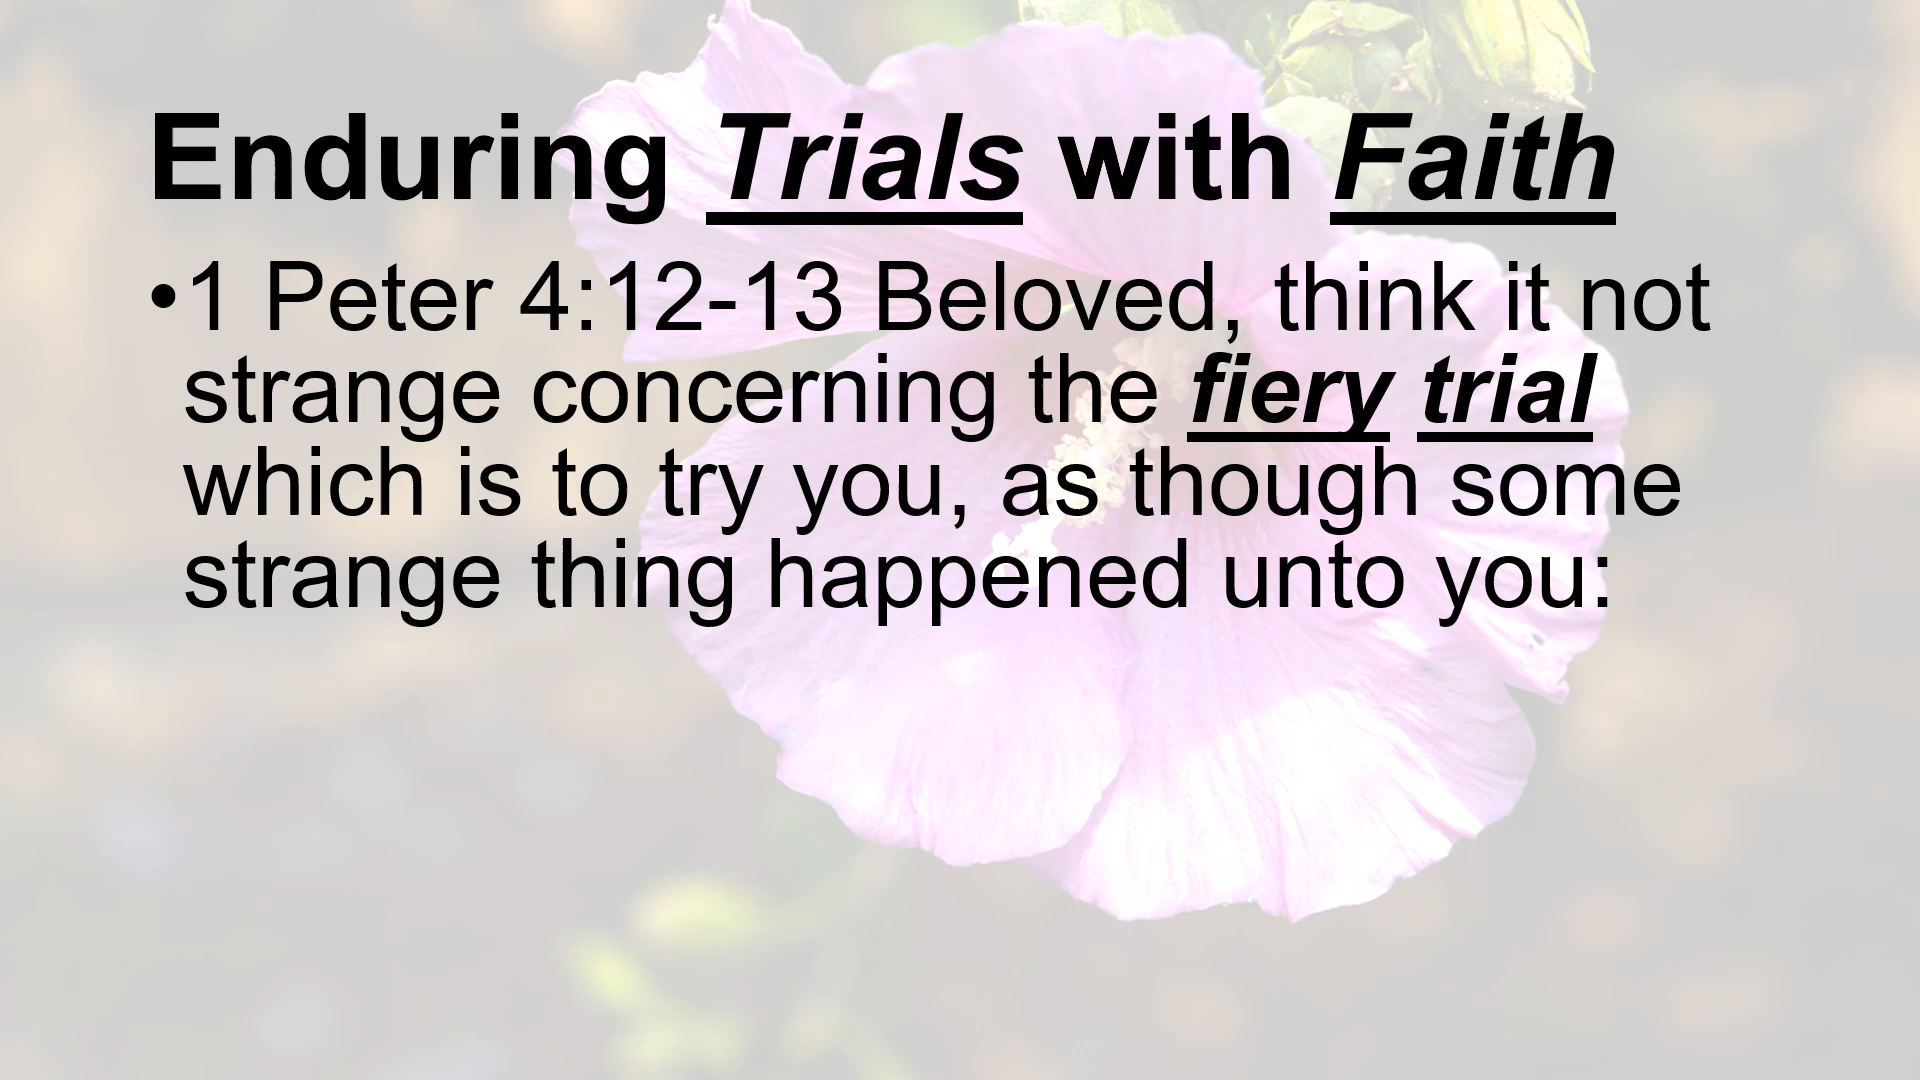 Enduring Trials with Faith
•1 Peter 4:12-13 Beloved, think it not
strange concerning the fiery trial
which is to try you, as though some
strange thing happened unto you: